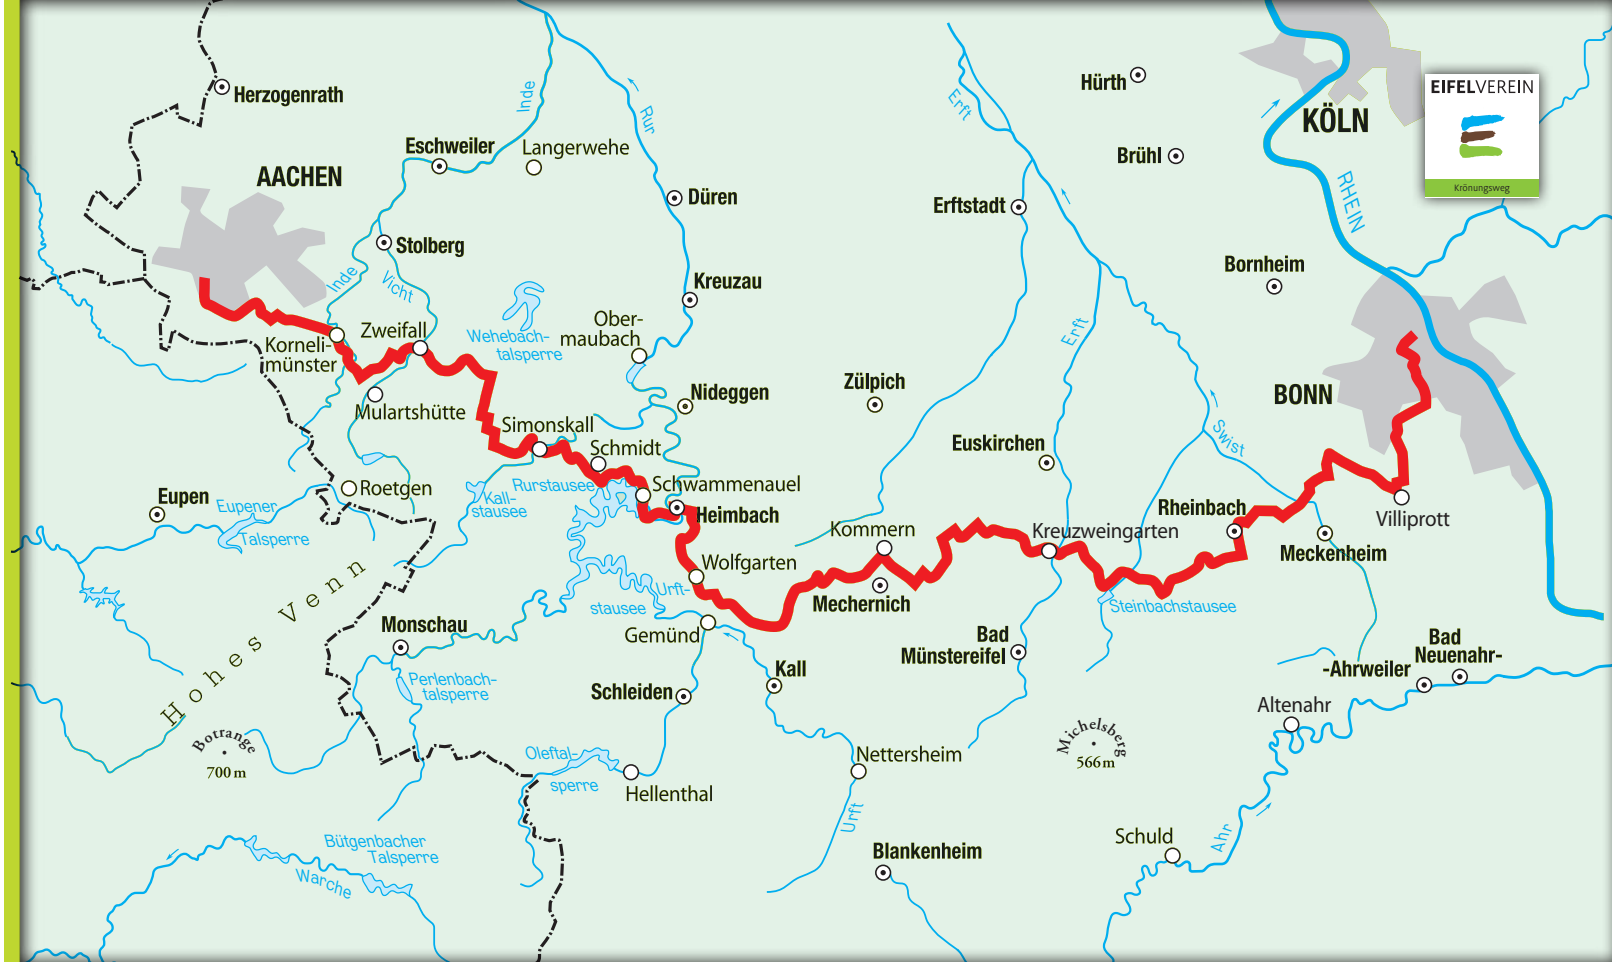 Herzogenrath
AACHEN
Eschweiler
Langerwehe
Inde
Rur
Düren
Stolberg
Inde
Vicht
Kreuzau
Zweifall
Korneli-
münster
Wehebach-
talsperre
Ober-
maubach
Mulartshütte
Nideggen
Simonskall
Schmidt
Roetgen
Kall-
stausee
Rurstausee
Schwammenauel
Heimbach
Eupen
Eupener
Talsperre
Hohes Venn
Wolfgarten
Urft-
stausee
Monschau
Gemünd
Perlenbach-
talsperre
Schleiden
Kall
Botrange
700 m
Oleftal-
sperre
Hellenthal
Bütgenbacher
Talsperre
Warche
Nettersheim
Urft
Blankenheim
Erft
Hürth
KÖLN
Brühl
RHEIN
Erftstadt
Bornheim
Erft
Zülpich
BONN
Swist
Euskirchen
Rheinbach
Villiprott
Kommern
Kreuzweingarten
Meckenheim
Mechernich
Steinbachstausee
Bad
Münstereifel
Bad
Neuenahr-
-Ahrweiler
Altenahr
Michelsberg
566 m
Schuld
Ahr
EIFELVEREIN
Krönungsweg